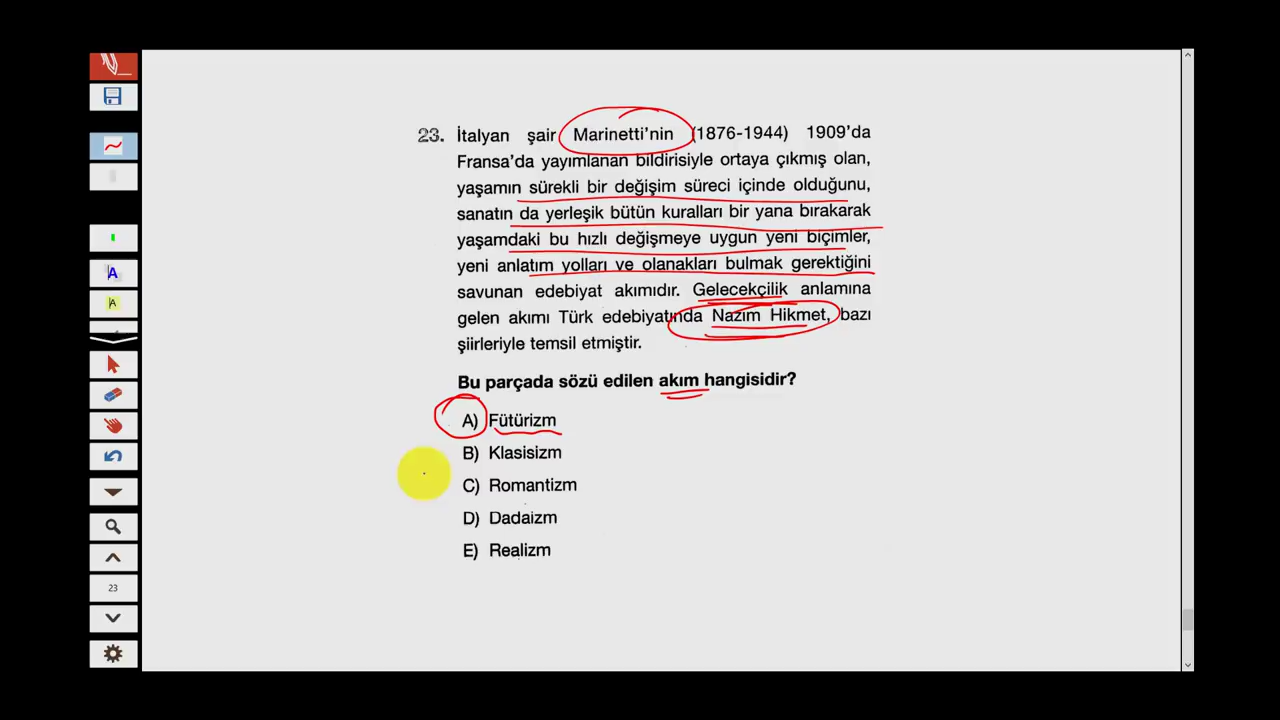 23. İtalyan şair Marinetti'nin (1876-1944) 1909'da
Fransa'da yayımlanan bildirisiyle ortaya çıkmış olan,
yaşamın sürekli bir değişim süreci içinde olduğunu,
sanatın da yerleşik bütün kuralları bir yana bırakarak
yaşamdaki bu hızlı değişmeye uygun yeni biçimler,
yeni anlatım yolları ve olanakları bulmak gerektiğini
savunan edebiyat akımıdır. Gelecekçilik anlamına
gelen akımı Türk edebiyatında Nazım Hikmet, bazı
şiirleriyle temsil etmiştir.
Bu parçada sözü edilen akım hangisidir?
A) Fütürizm
B) Klasisizm
C) Romantizm
D) Dadaizm
E) Realizm
A
A
23